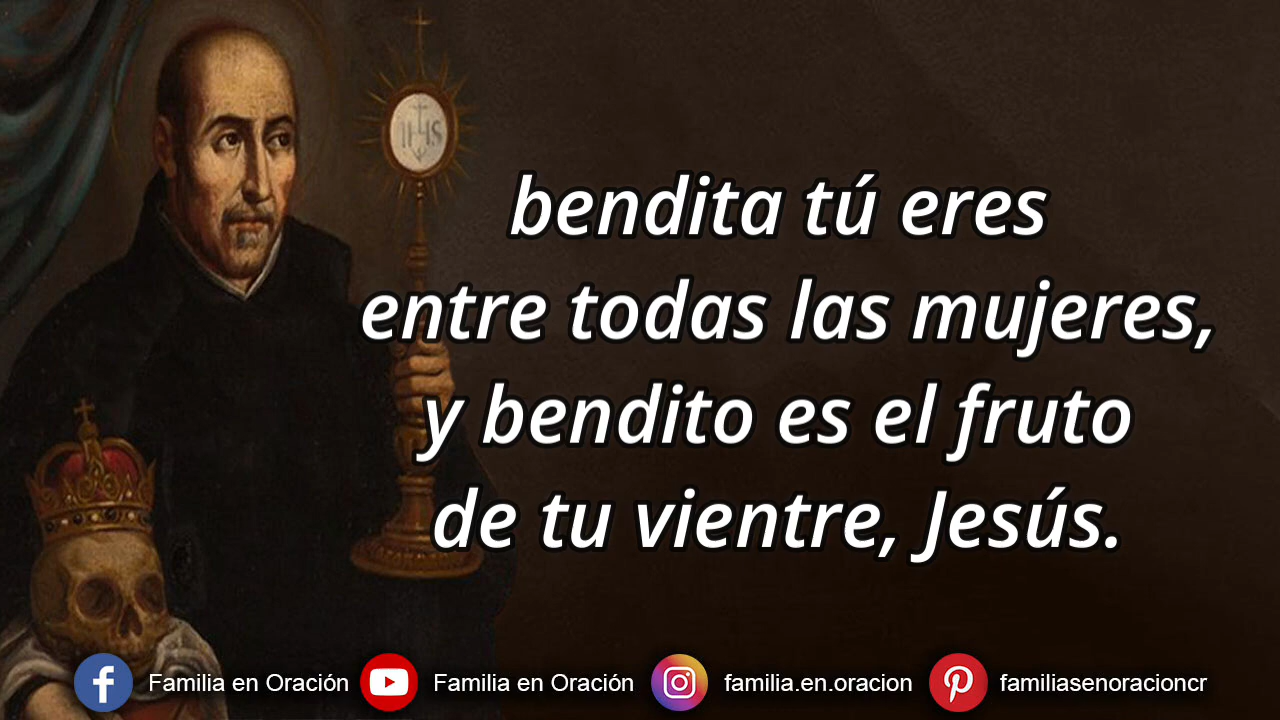 IHS
bendita tú eres
entre todas las mujeres,
y bendito es el fruto
de tu vientre, Jesús.
Familia en Oración Familia en Oración familia.en.oracion familiasenoracioncr